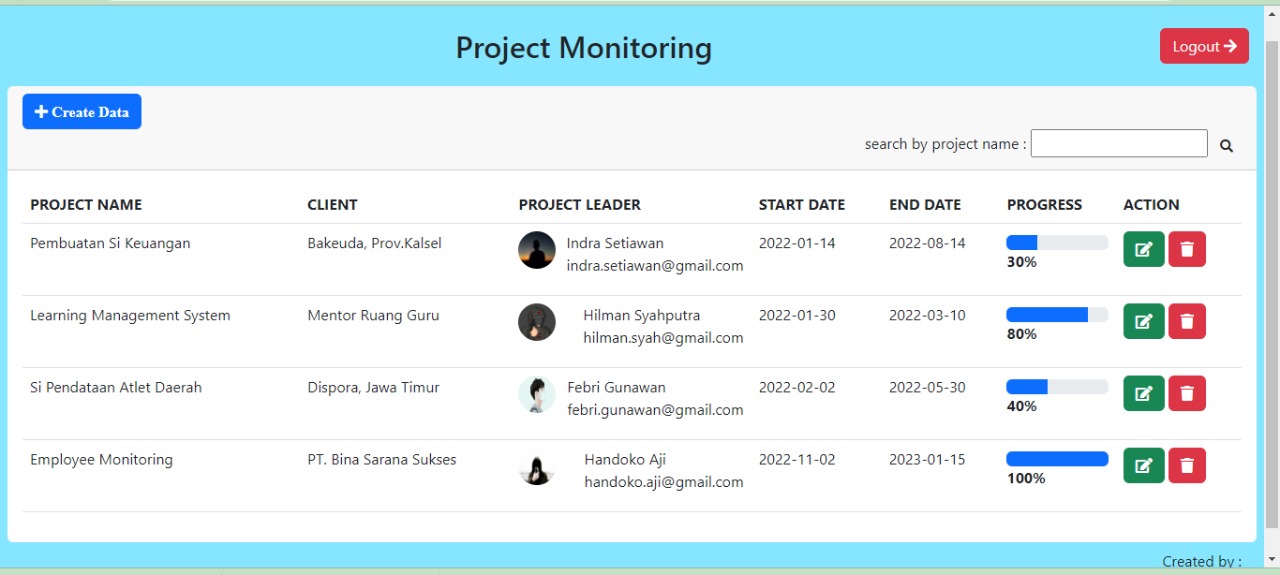 Project Monitoring
Logout
Create Data
search by project name :
PROJECT NAME CLIENT PROJECT LEADER START DATE END DATE PROGRESS ACTION
Pembuatan Si Keuangan Bakeuda, Prov.Kalsel Indra Setiawan 2022-01-14 2022-08-14
indra.setiawan@gmail.com 30%
Learning Management System Mentor Ruang Guru Hilman Syahputra 2022-01-30 2022-03-10
hilman.syah@gmail.com 80%
Si Pendataan Atlet Daerah Dispora, Jawa Timur Febri Gunawan 2022-02-02 2022-05-30
febri.gunawan@gmail.com 40%
Employee Monitoring PT. Bina Sarana Sukses Handoko Aji 2022-11-02 2023-01-15
handoko.aji@gmail.com 100%
Created by :